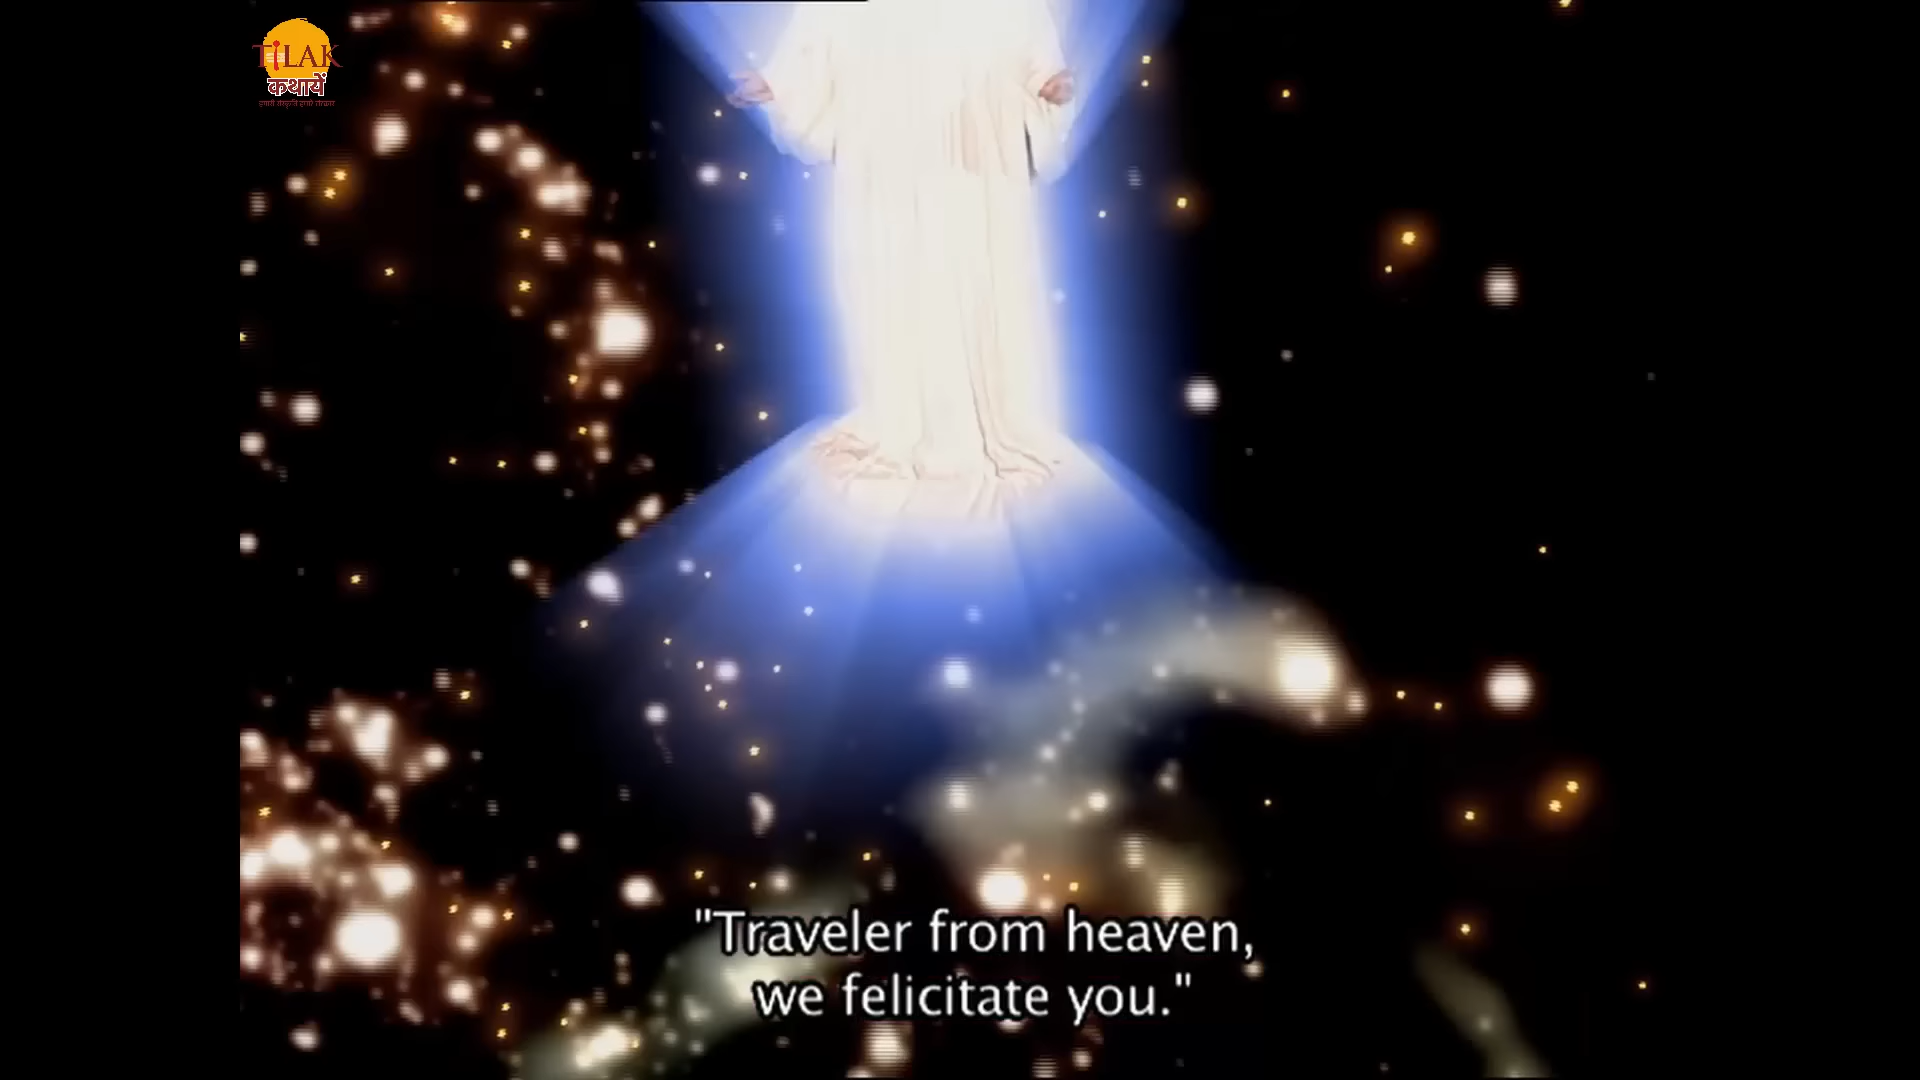 TiLAK
कथायें
"Traveler from heaven,
we felicitate you."